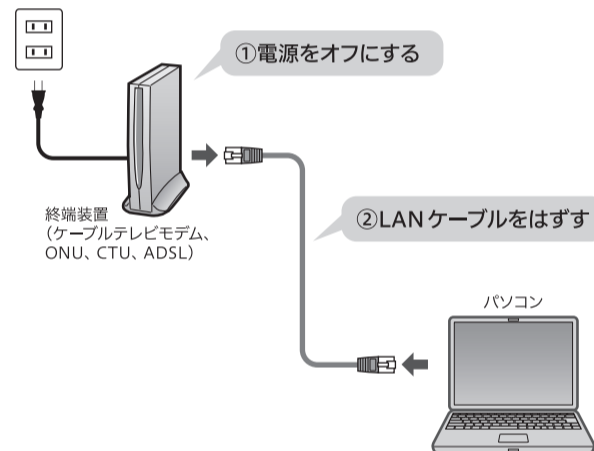 ①電源をオフにする
終端装置
(ケーブルテレビモデム、
ONU、CTU、ADSL)
②LANケーブルをはずす
パソコン